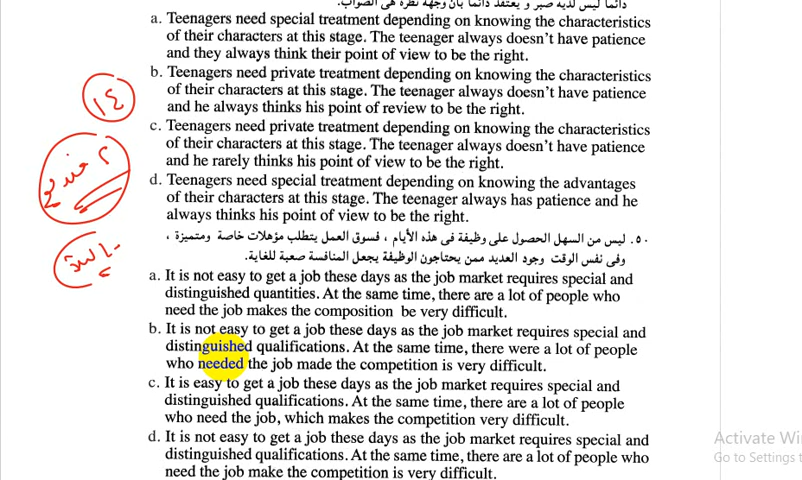 دائما ليس لديه صبر و يعتقد دائما بأن وجهة نظره هى الصواب.
a. Teenagers need special treatment depending on knowing the characteristics
of their characters at this stage. The teenager always doesn’t have patience
and they always think their point of view to be the right.
b. Teenagers need private treatment depending on knowing the characteristics
of their characters at this stage. The teenager always doesn’t have patience
and he always thinks his point of review to be the right.
c. Teenagers need private treatment depending on knowing the characteristics
of their characters at this stage. The teenager always doesn’t have patience
and he rarely thinks his point of view to be the right.
d. Teenagers need special treatment depending on knowing the advantages
of their characters at this stage. The teenager always has patience and he
always thinks his point of view to be the right.
١٤
٥٠. ليس من السهل الحصول على وظيفة فى هذه الأيام ، فسوق العمل يتطلب مؤهلات خاصة ومتميزة ،
وفى نفس الوقت وجود العديد ممن يحتاجون الوظيفة يجعل المنافسة صعبة للغاية.
a. It is not easy to get a job these days as the job market requires special and
distinguished quantities. At the same time, there are a lot of people who
need the job makes the composition be very difficult.
b. It is not easy to get a job these days as the job market requires special and
distinguished qualifications. At the same time, there were a lot of people
who needed the job made the competition is very difficult.
c. It is easy to get a job these days as the job market requires special and
distinguished qualifications. At the same time, there are a lot of people
who need the job, which makes the competition very difficult.
d. It is not easy to get a job these days as the job market requires special and
distinguished qualifications. At the same time, there are a lot of people who
need the job make the competition is very difficult.
Activate Wi
Go to Settings t